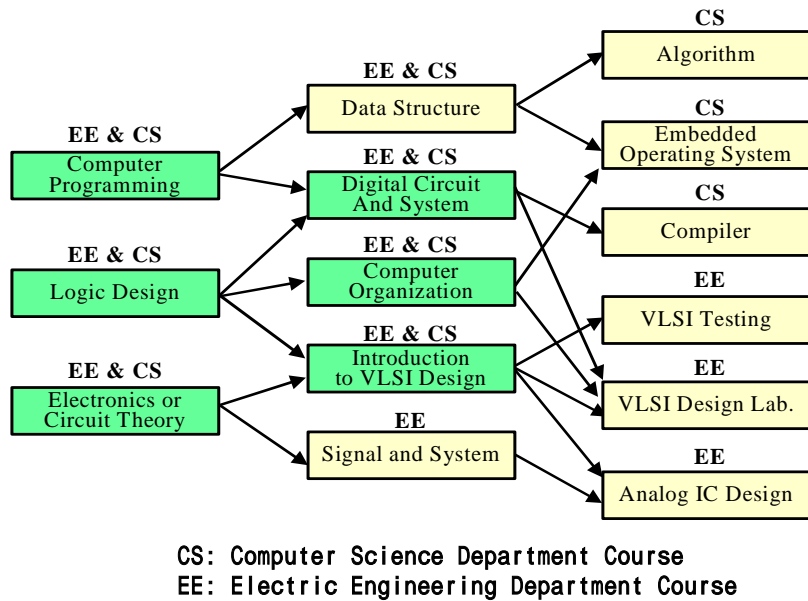 EE & CS
Computer
Programming
EE & CS
Logic Design
EE & CS
Electronics or
Circuit Theory
EE & CS
Data Structure
EE & CS
Digital Circuit
And System
EE & CS
Computer
Organization
EE & CS
Introduction
to VLSI Design
EE
Signal and System
CS
Algorithm
CS
Embedded
Operating System
CS
Compiler
EE
VLSI Testing
EE
VLSI Design Lab.
EE
Analog IC Design
CS: Computer Science Department Course
EE: Electric Engineering Department Course